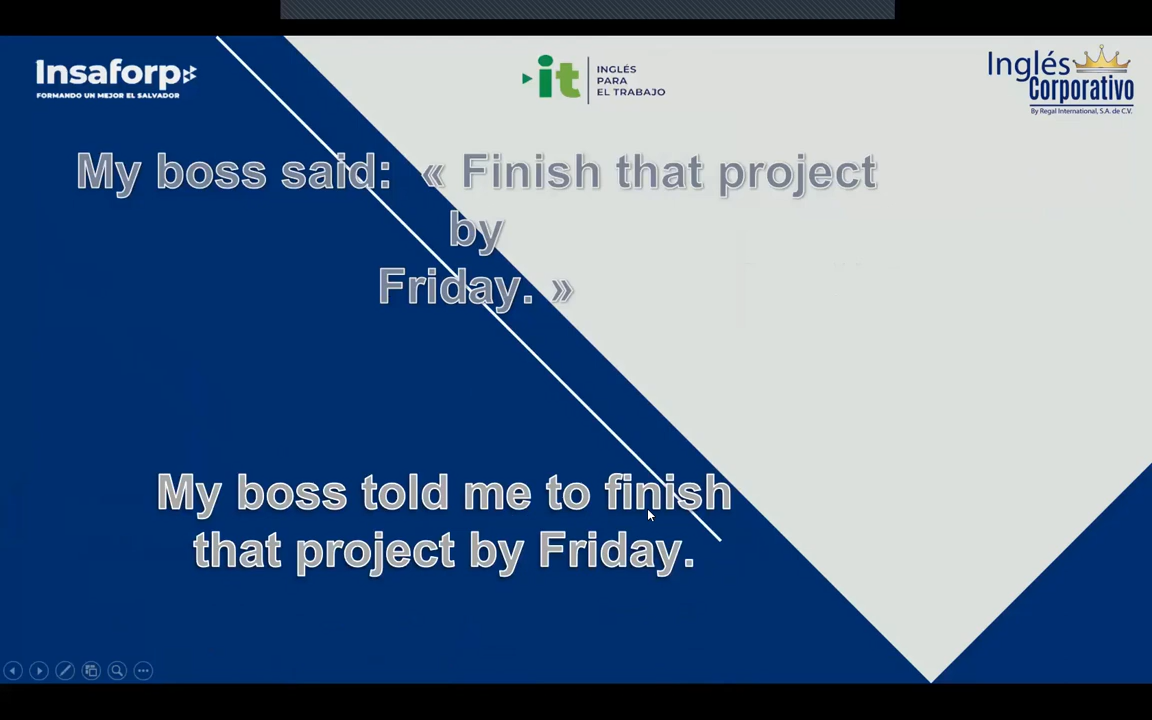 Insaforp
FORMANDO UN MEJOR EL SALVADOR
it
INGLÉS
PARA
EL TRABAJO
Inglés
Corporativo
By Regal International, S.A. de C.V.
My boss said: « Finish that project
by
Friday. »
My boss told me to finish
that project by Friday.